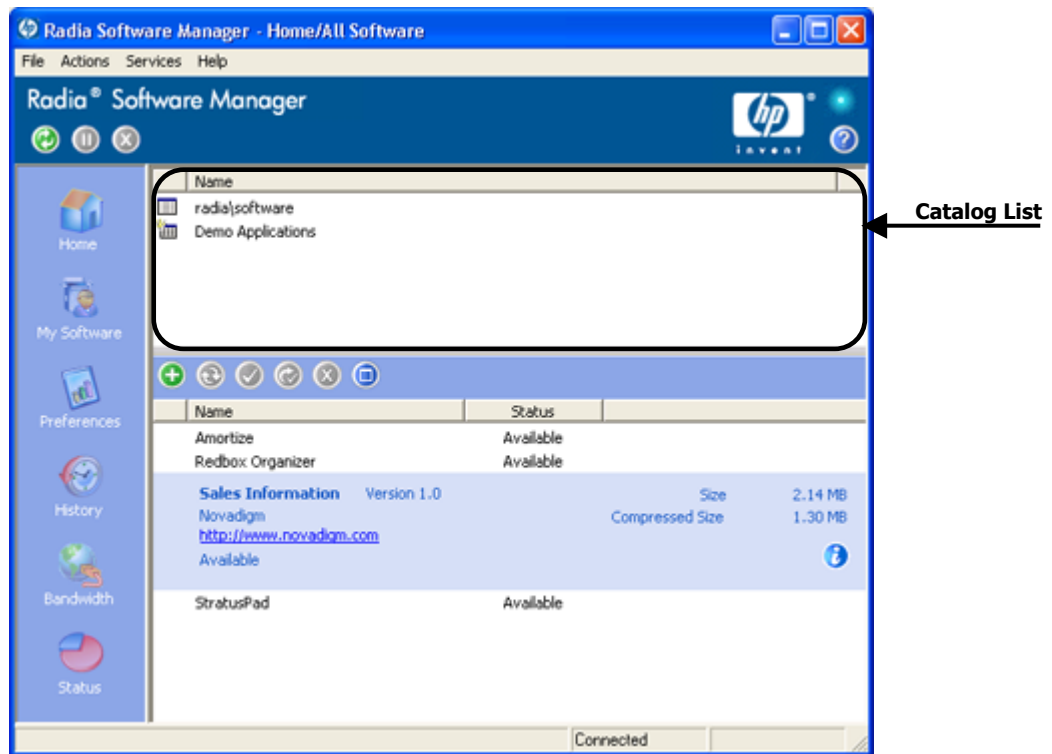 Radia Software Manager - Home/All Software
File Actions Services Help
Radia® Software Manager
hp
®
invent
Name
radia\software
Demo Applications
Catalog List
Home
My Software
Preferences
History
Bandwidth
Status
Name Status
Amortize Available
Redbox Organizer Available
Sales Information Version 1.0 Size 2.14 MB
Novadigm Compressed Size 1.30 MB
http://www.novadigm.com
Available
StratusPad Available
Connected